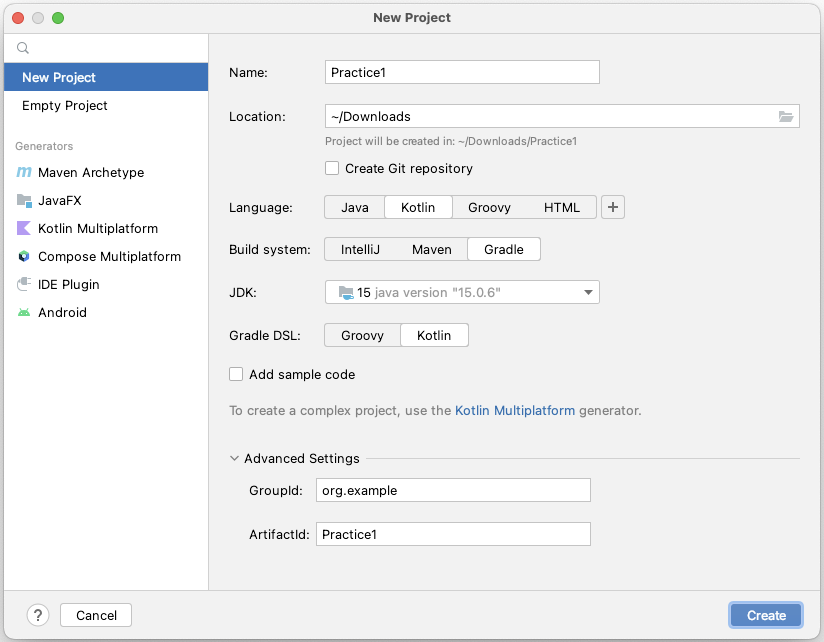 New Project
New Project
Empty Project
Generators
Maven Archetype
JavaFX
Kotlin Multiplatform
Compose Multiplatform
IDE Plugin
Android
Name: Practice1
Location: ~/Downloads
Project will be created in: ~/Downloads/Practice1
Create Git repository
Language: Java Kotlin Groovy HTML +
Build system: IntelliJ Maven Gradle
JDK: 15 java version "15.0.6"
Gradle DSL: Groovy Kotlin
Add sample code
To create a complex project, use the Kotlin Multiplatform generator.
Advanced Settings
GroupId: org.example
ArtifactId: Practice1
? Cancel Create